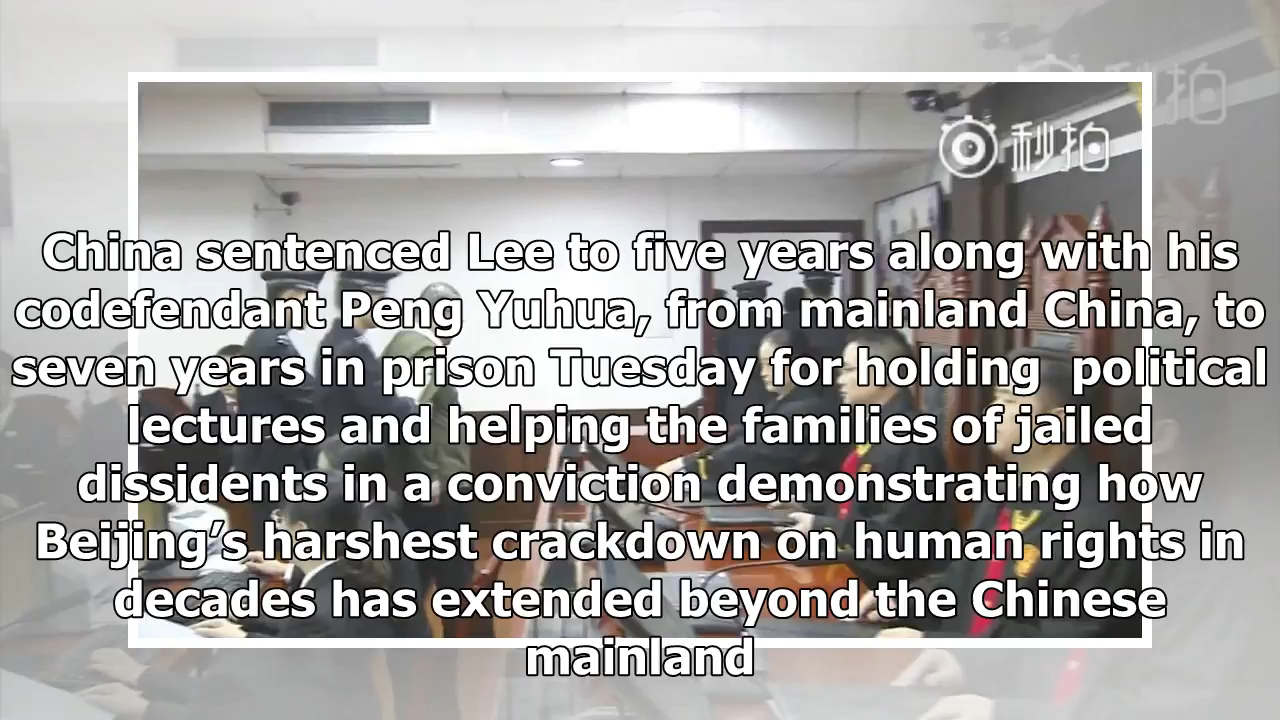 秒拍
China sentenced Lee to five years along with his
codefendant Peng Yuhua, from mainland China, to
seven years in prison Tuesday for holding  political
lectures and helping the families of jailed
dissidents in a conviction demonstrating how
Beijing’s harshest crackdown on human rights in
decades has extended beyond the Chinese
mainland